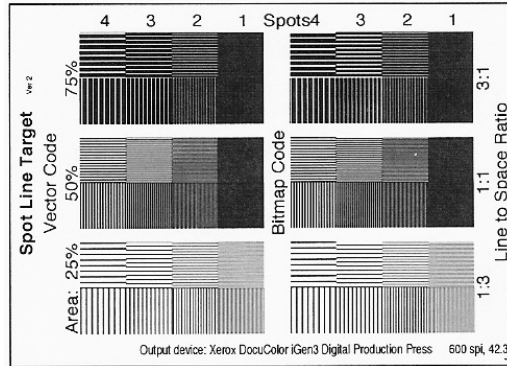 4 3 2 1 Spots 4 3 2 1
Spot Line Target Ver 2
Vector Code
Area: 25% 50% 75%
Bitmap Code
3:1
1:1
1:3
Line to Space Ratio
Output device: Xerox DocuColor iGen3 Digital Production Press 600 spi, 42.3